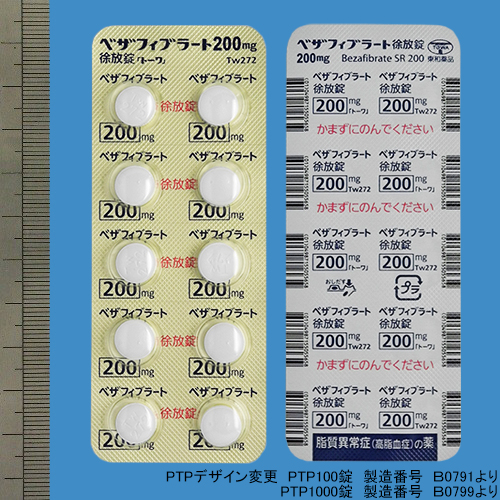 ベザフィブラート200mg
徐放錠「トーワ」 Tw272
200mg 200mg
ベザフィブラート 徐放錠 ベザフィブラート
200mg 200mg
ベザフィブラート 徐放錠 ベザフィブラート
200mg 200mg
ベザフィブラート 徐放錠 ベザフィブラート
200mg 200mg
ベザフィブラート 徐放錠 ベザフィブラート
200mg 200mg
ベザフィブラート徐放錠 TOWA
200mg Bezafibrate SR 200 東和薬品
ベザフィブラート ベザフィブラート
徐放錠 徐放錠
200mg「トーワ」 200mg Tw272
かまずにのんでください
ベザフィブラート ベザフィブラート
徐放錠 徐放錠
200mg Tw272 200mg「トーワ」
かまずにのんでください
ベザフィブラート ベザフィブラート
徐放錠 徐放錠
200mg「トーワ」 200mg Tw272
おしだす プラ
ベザフィブラート ベザフィブラート
徐放錠 徐放錠
200mg Tw272 200mg「トーワ」
かまずにのんでください
ベザフィブラート ベザフィブラート
徐放錠 徐放錠
200mg「トーワ」 200mg Tw272
脂質異常症(高脂血症)の薬
PTPデザイン変更 PTP100錠 製造番号 B0791より
PTP1000錠 製造番号 B0799より